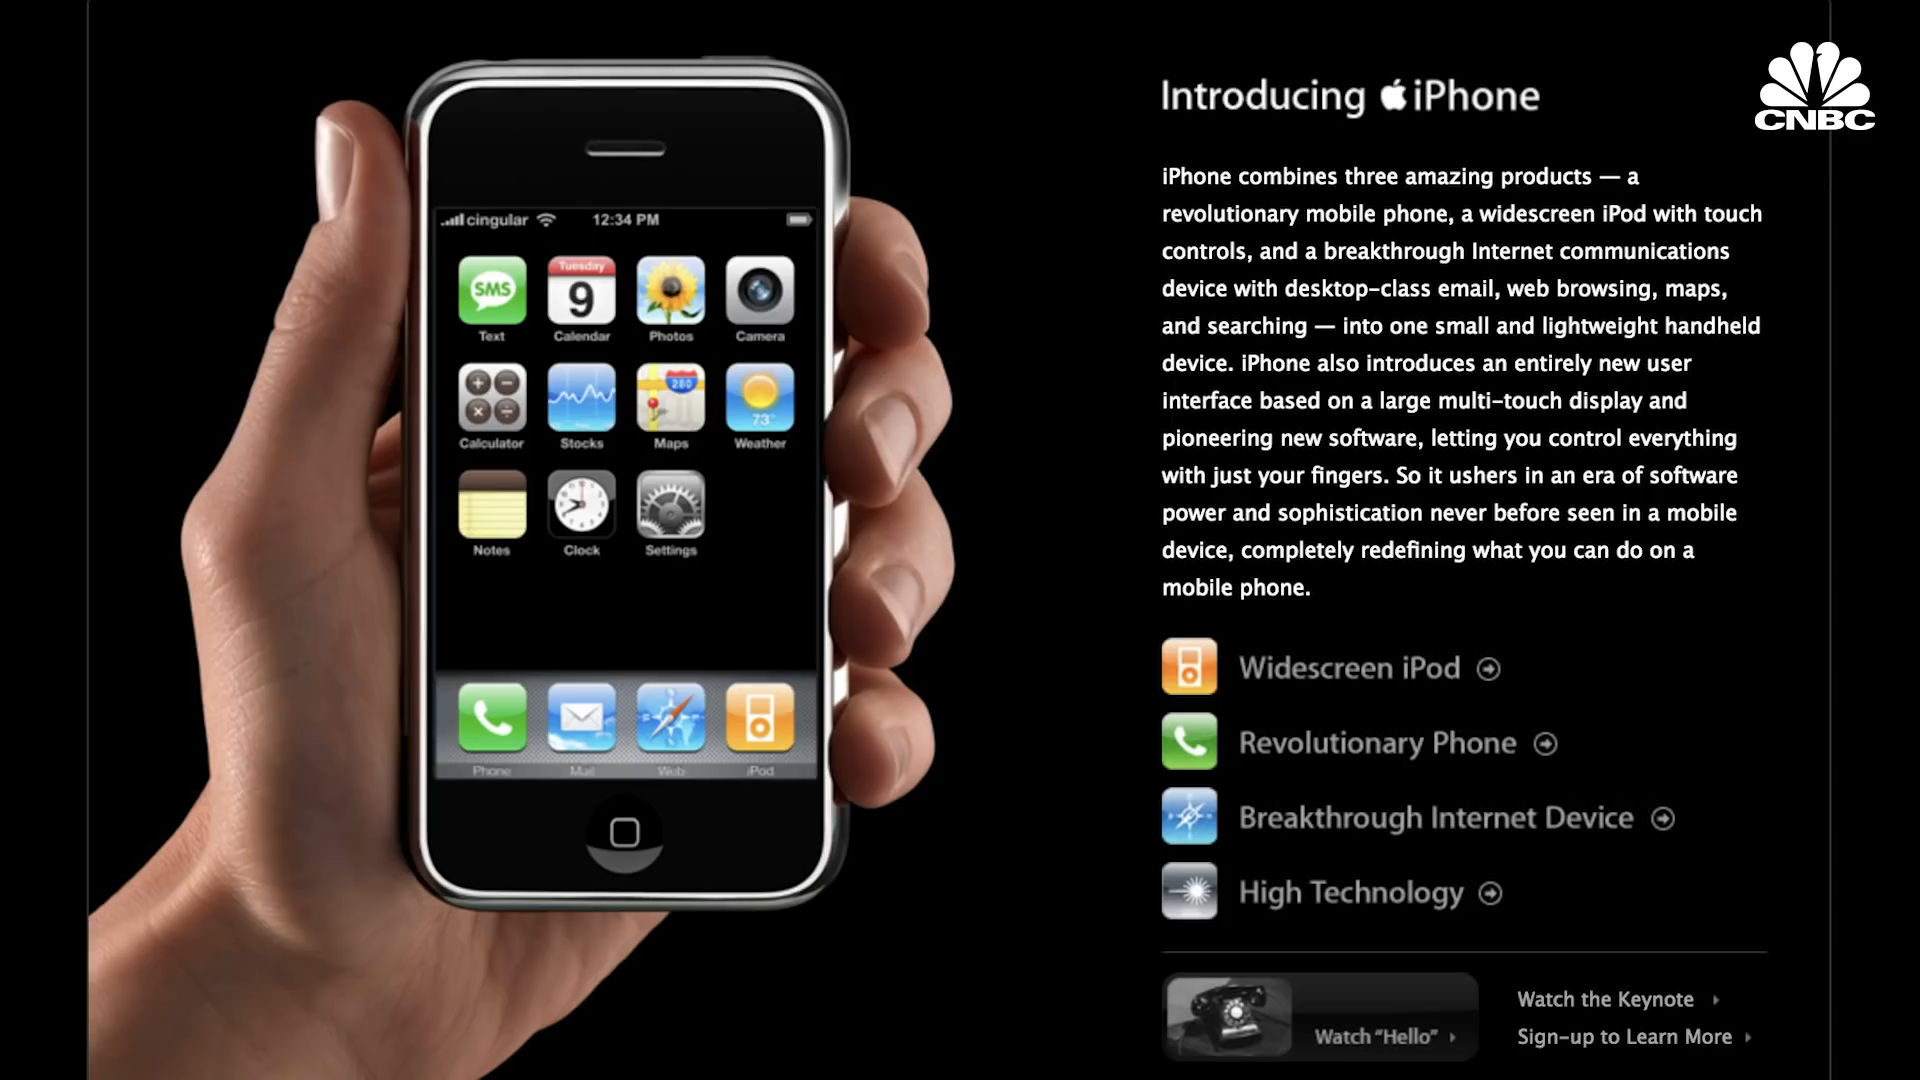 cingular 12:34 PM
SMS
Tuesday
9
Text Calendar Photos Camera
280
73°
Calculator Stocks Maps Weather
Notes Clock Settings
Phone Mail Web iPod
Introducing iPhone
CNBC
iPhone combines three amazing products — a
revolutionary mobile phone, a widescreen iPod with touch
controls, and a breakthrough Internet communications
device with desktop-class email, web browsing, maps,
and searching — into one small and lightweight handheld
device. iPhone also introduces an entirely new user
interface based on a large multi-touch display and
pioneering new software, letting you control everything
with just your fingers. So it ushers in an era of software
power and sophistication never before seen in a mobile
device, completely redefining what you can do on a
mobile phone.
Widescreen iPod
Revolutionary Phone
Breakthrough Internet Device
High Technology
Watch "Hello"
Watch the Keynote
Sign-up to Learn More